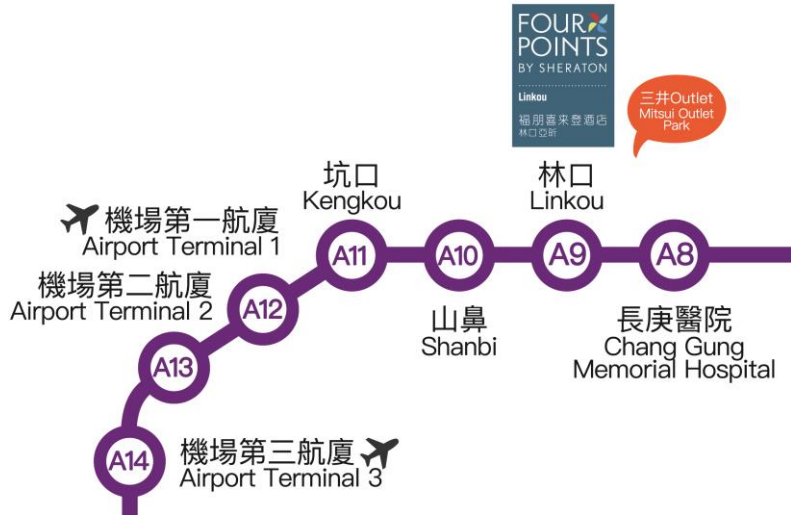 FOUR
POINTS
BY SHERATON
Linkou
福朋喜來登酒店
林口亞昕
三井Outlet
Mitsui Outlet
Park
坑口
Kengkou
林口
Linkou
機場第一航廈
Airport Terminal 1
機場第二航廈
Airport Terminal 2
A11
A10
A9
A8
A12
山鼻
Shanbi
長庚醫院
Chang Gung
Memorial Hospital
A13
A14
機場第三航廈
Airport Terminal 3